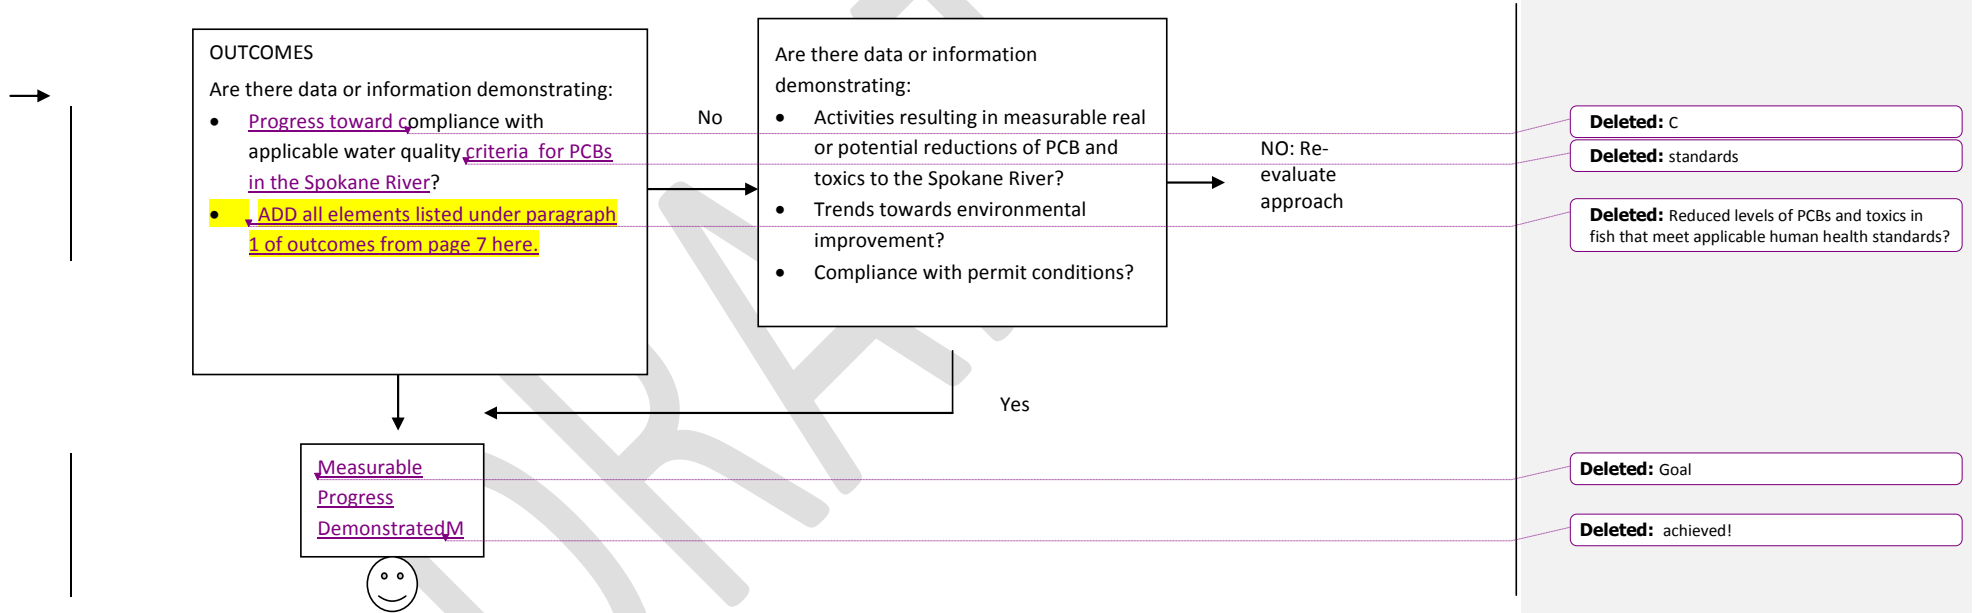 OUTCOMES
Are there data or information demonstrating:
• Progress toward compliance with
applicable water quality criteria for PCBs
in the Spokane River?
• ADD all elements listed under paragraph
1 of outcomes from page 7 here.
No
Are there data or information
demonstrating:
• Activities resulting in measurable real
or potential reductions of PCB and
toxics to the Spokane River?
• Trends towards environmental
improvement?
• Compliance with permit conditions?
NO: Re-
evaluate
approach
Yes
Measurable
Progress
DemonstratedM
Deleted: C
Deleted: standards
Deleted: Reduced levels of PCBs and toxics in
fish that meet applicable human health standards?
Deleted: Goal
Deleted: achieved!
DRA